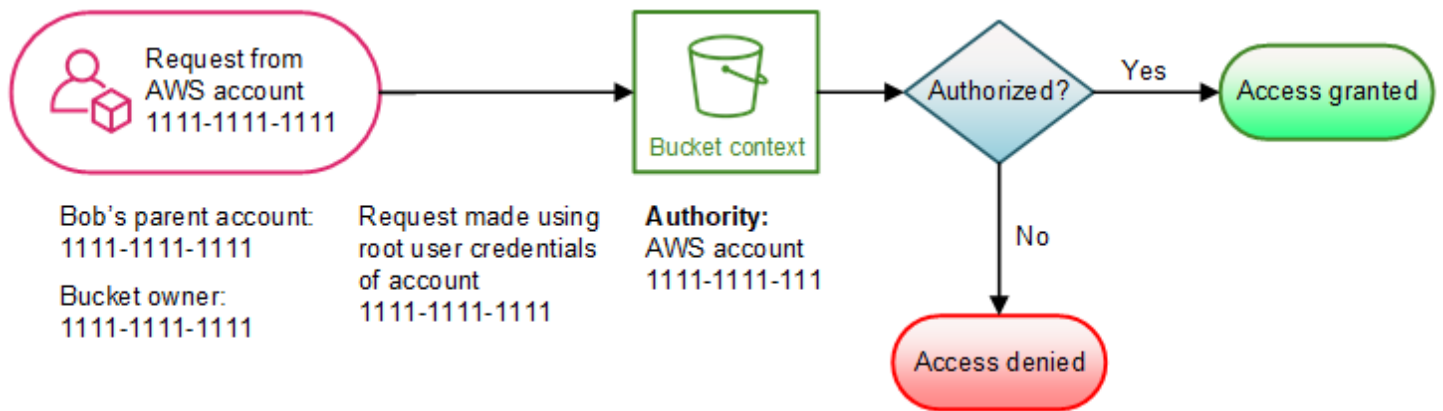 Request from
AWS account
1111-1111-1111
Bucket context
Authorized?
Yes
Access granted
No
Access denied
Bob's parent account:
1111-1111-1111
Bucket owner:
1111-1111-1111
Request made using
root user credentials
of account
1111-1111-1111
Authority:
AWS account
1111-1111-111